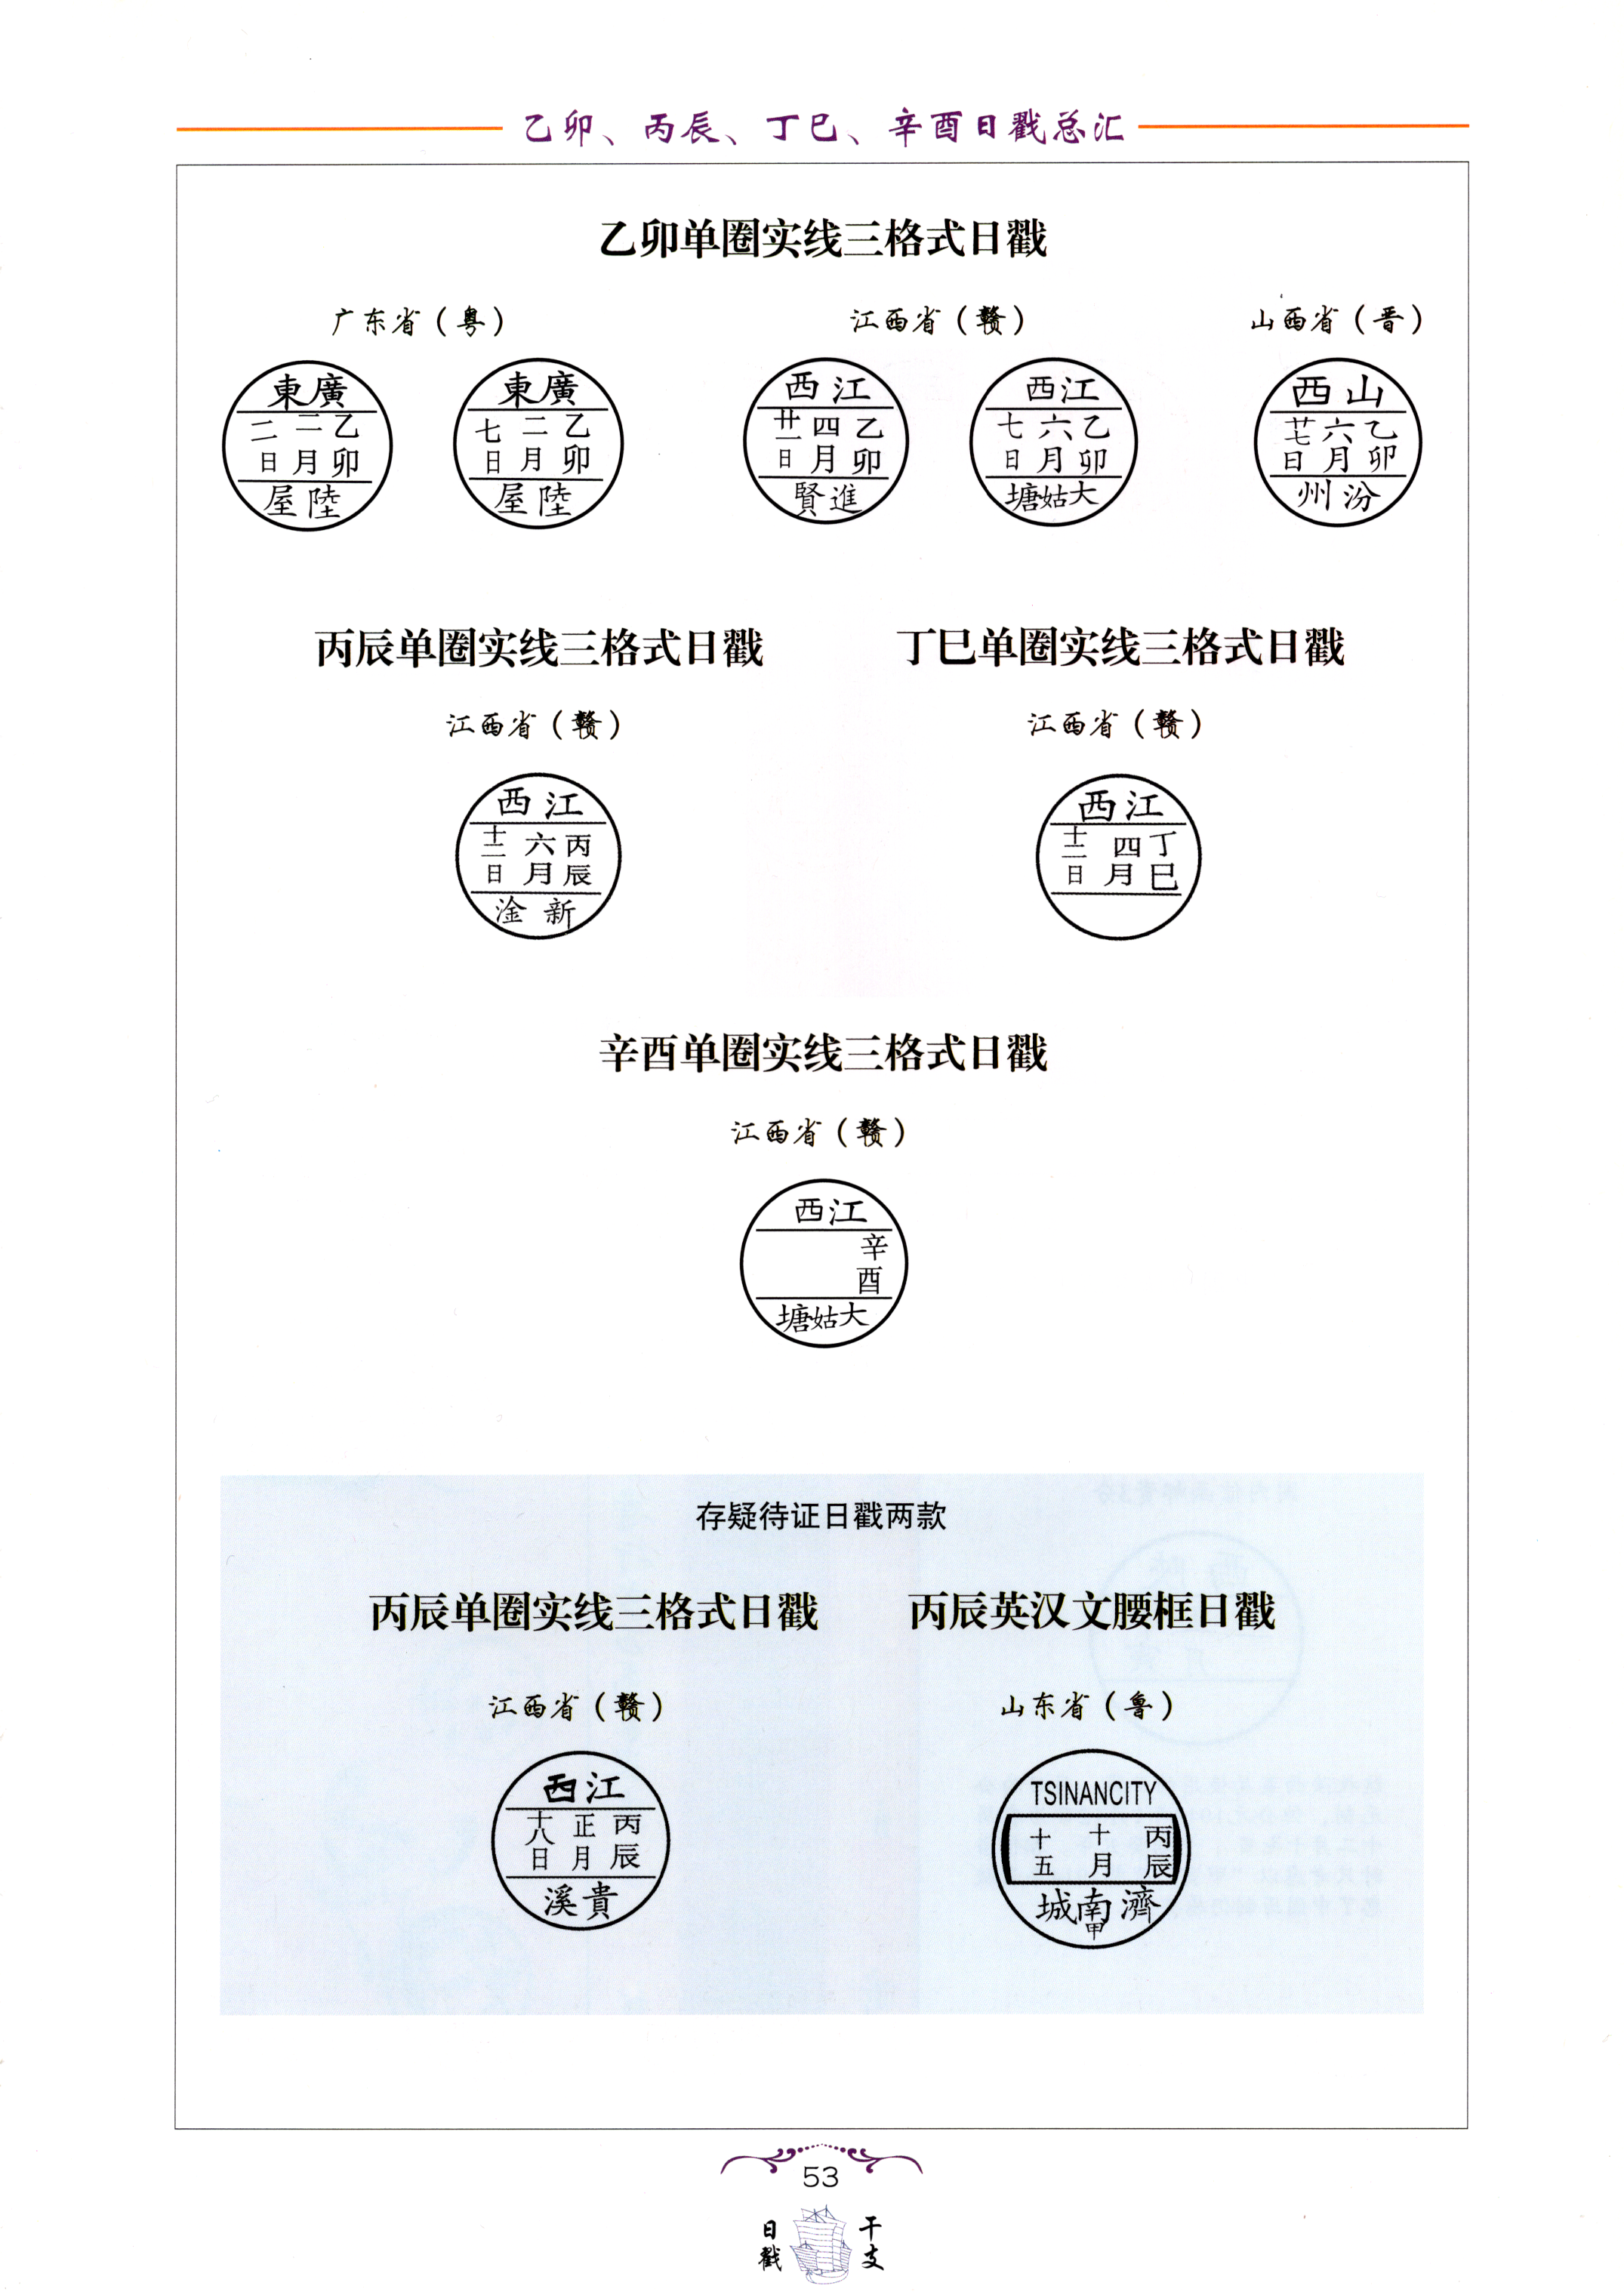 乙卯、丙辰、丁巳、辛酉日戳总汇
乙卯单圈实线三格式日戳
广东省（粤） 江西省（赣） 山西省（晋）
東廣
二二乙
日月卯
屋陸
東廣
七二乙
日月卯
屋陸
西江
廿一四乙
日月卯
賢進
西江
七六乙
日月卯
塘姑大
西山
廿七六乙
日月卯
州汾
丙辰单圈实线三格式日戳 丁巳单圈实线三格式日戳
江西省（赣） 江西省（赣）
西江
十二六丙
日月辰
淦新
西江
十二四丁
日月巳
辛酉单圈实线三格式日戳
江西省（赣）
西江
辛
酉
塘姑大
存疑待证日戳两款
丙辰单圈实线三格式日戳 丙辰英汉文腰框日戳
江西省（赣） 山东省（鲁）
西江
十八正丙
日月辰
溪貴
TSINANCITY
十十丙
五月辰
城南濟
甲
53
日戳 干支